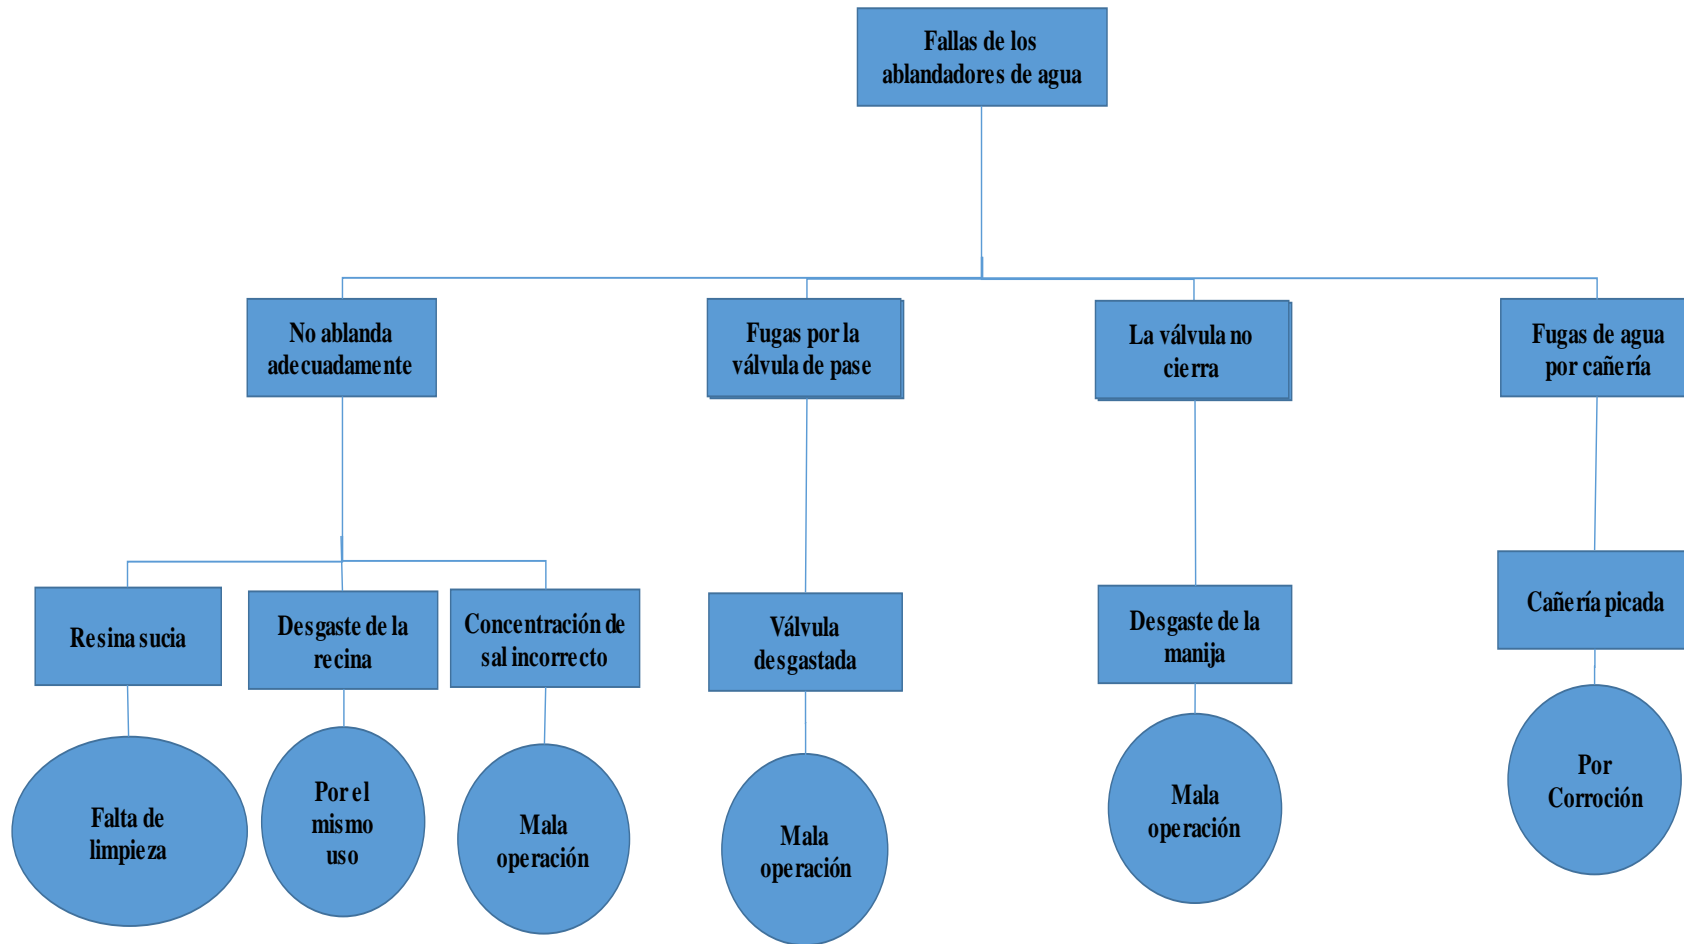 Fallas de los
ablandadores de agua
No ablanda
adecuadamente
Fugas por la
válvula de pase
La válvula no
cierra
Fugas de agua
por cañería
Resina sucia
Desgaste de la
recina
Concentración de
sal incorrecto
Válvula
desgastada
Desgaste de la
manija
Cañería picada
Falta de
limpieza
Por el
mismo
uso
Mala
operación
Mala
operación
Mala
operación
Por
Corroción